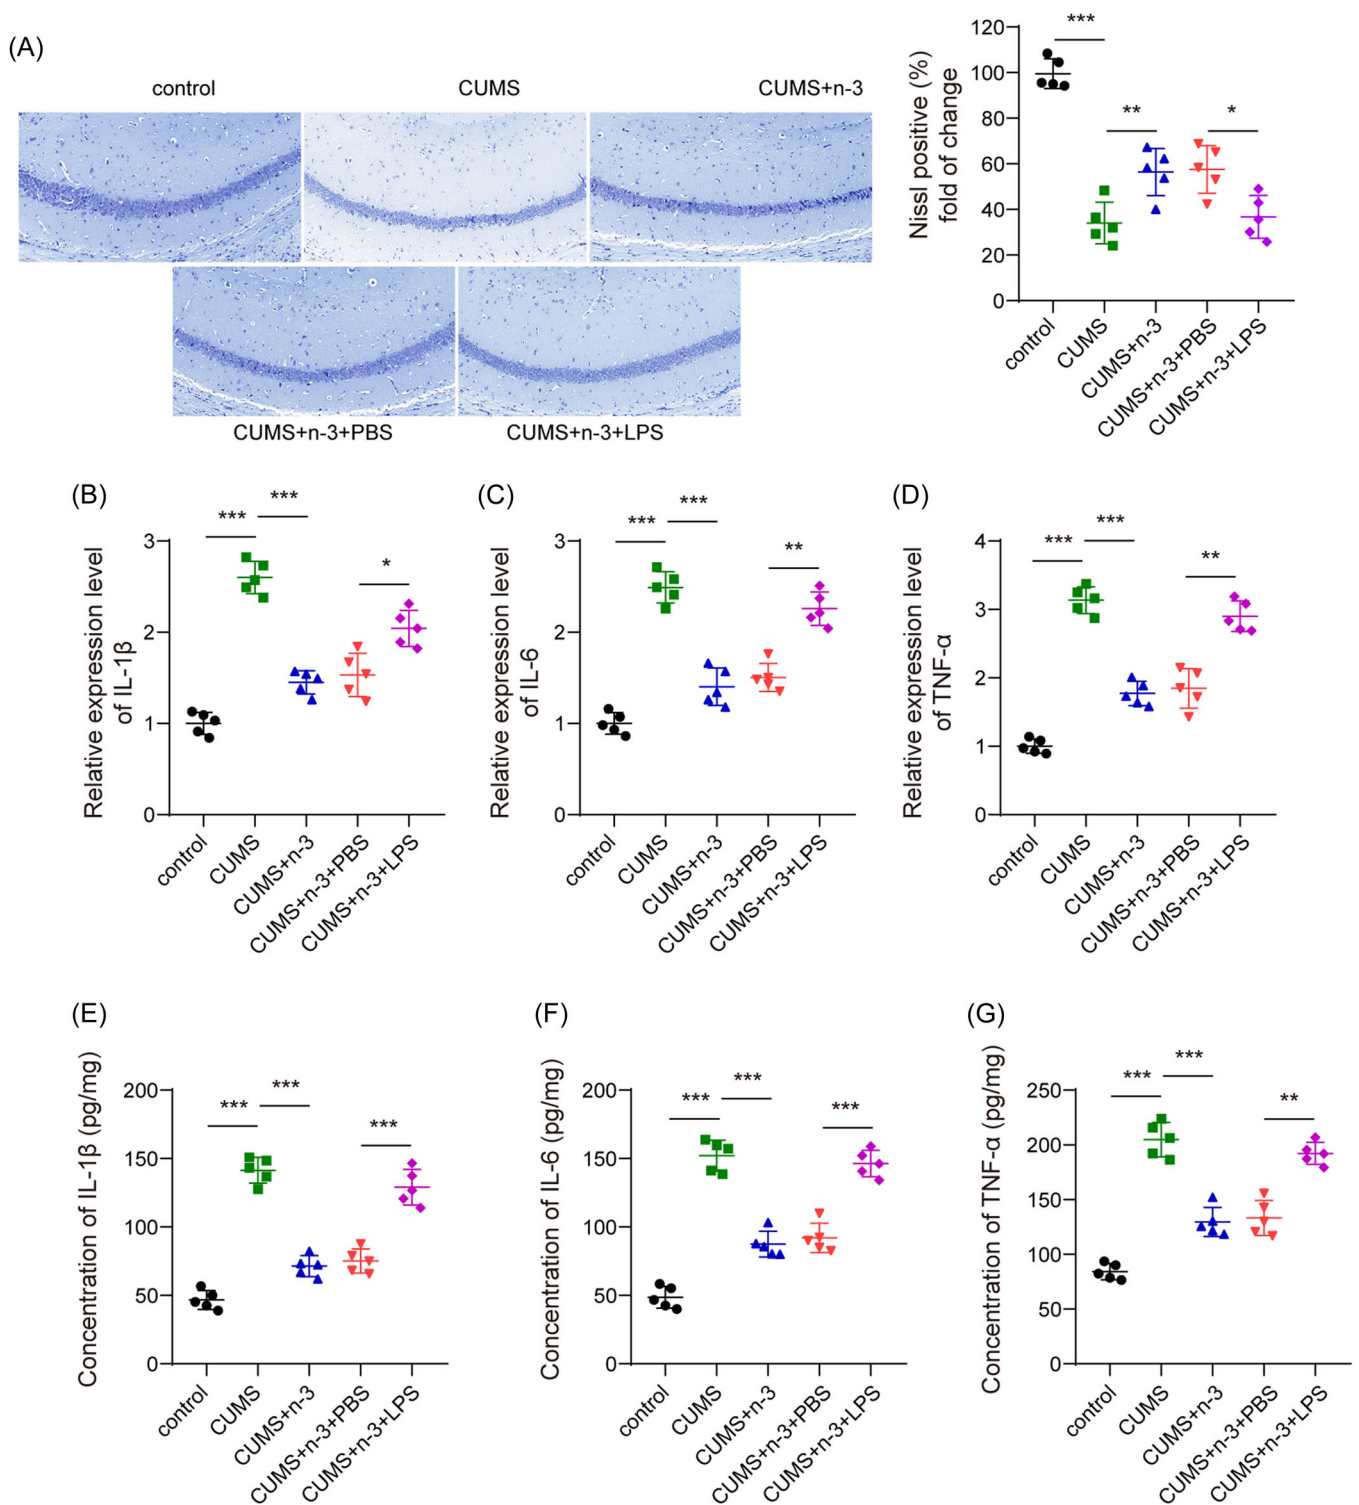 (A)
control
CUMS
CUMS+n-3
CUMS+n-3+PBS
CUMS+n-3+LPS
Nissl positive (%)
fold of change
120
100
80
60
40
20
0
***
**
*
control
CUMS
CUMS+n-3
CUMS+n-3+PBS
CUMS+n-3+LPS
(B)
Relative expression level
of IL-1β
3
2
1
0
***
***
*
control
CUMS
CUMS+n-3
CUMS+n-3+PBS
CUMS+n-3+LPS
(C)
Relative expression level
of IL-6
3
2
1
0
***
***
**
control
CUMS
CUMS+n-3
CUMS+n-3+PBS
CUMS+n-3+LPS
(D)
Relative expression level
of TNF-α
4
3
2
1
0
***
***
**
control
CUMS
CUMS+n-3
CUMS+n-3+PBS
CUMS+n-3+LPS
(E)
Concentration of IL-1β (pg/mg)
200
150
100
50
0
***
***
***
control
CUMS
CUMS+n-3
CUMS+n-3+PBS
CUMS+n-3+LPS
(F)
Concentration of IL-6 (pg/mg)
200
150
100
50
0
***
***
***
control
CUMS
CUMS+n-3
CUMS+n-3+PBS
CUMS+n-3+LPS
(G)
Concentration of TNF-α (pg/mg)
250
200
150
100
50
0
***
***
**
control
CUMS
CUMS+n-3
CUMS+n-3+PBS
CUMS+n-3+LPS